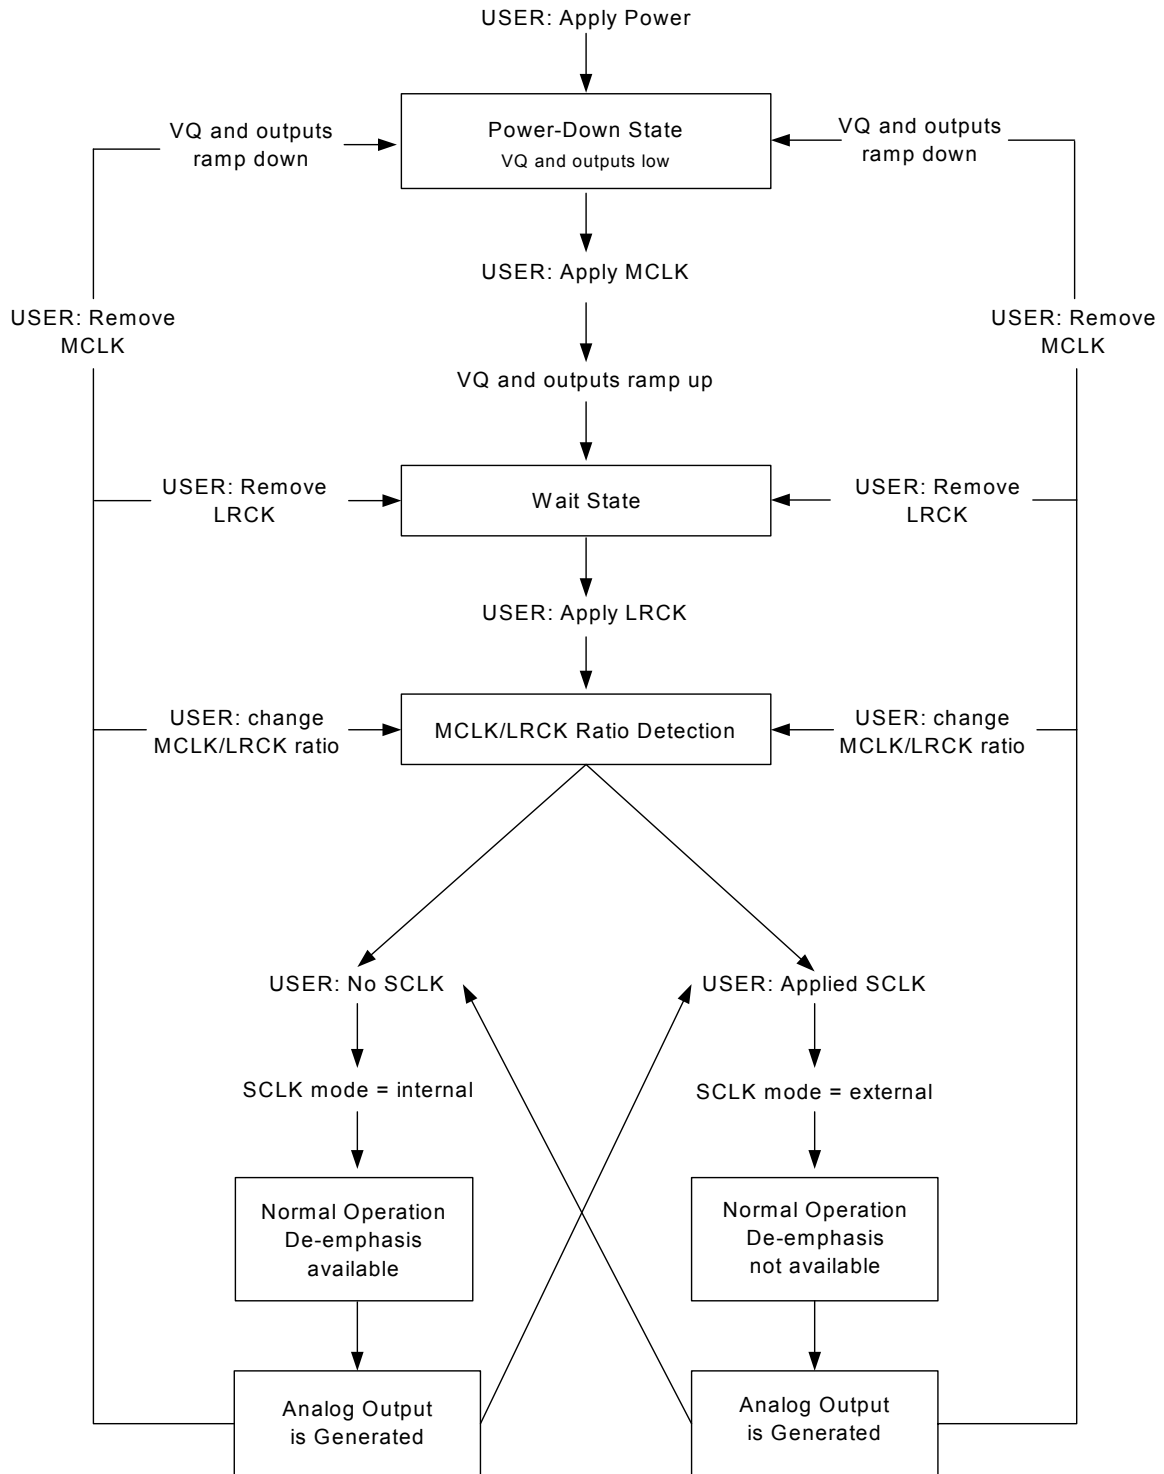 USER: Apply Power
VQ and outputs
ramp down
Power-Down State
VQ and outputs low
VQ and outputs
ramp down
USER: Apply MCLK
USER: Remove
MCLK
USER: Remove
MCLK
VQ and outputs ramp up
USER: Remove
LRCK
Wait State
USER: Remove
LRCK
USER: Apply LRCK
USER: change
MCLK/LRCK ratio
MCLK/LRCK Ratio Detection
USER: change
MCLK/LRCK ratio
USER: No SCLK
USER: Applied SCLK
SCLK mode = internal
SCLK mode = external
Normal Operation
De-emphasis
available
Normal Operation
De-emphasis
not available
Analog Output
is Generated
Analog Output
is Generated